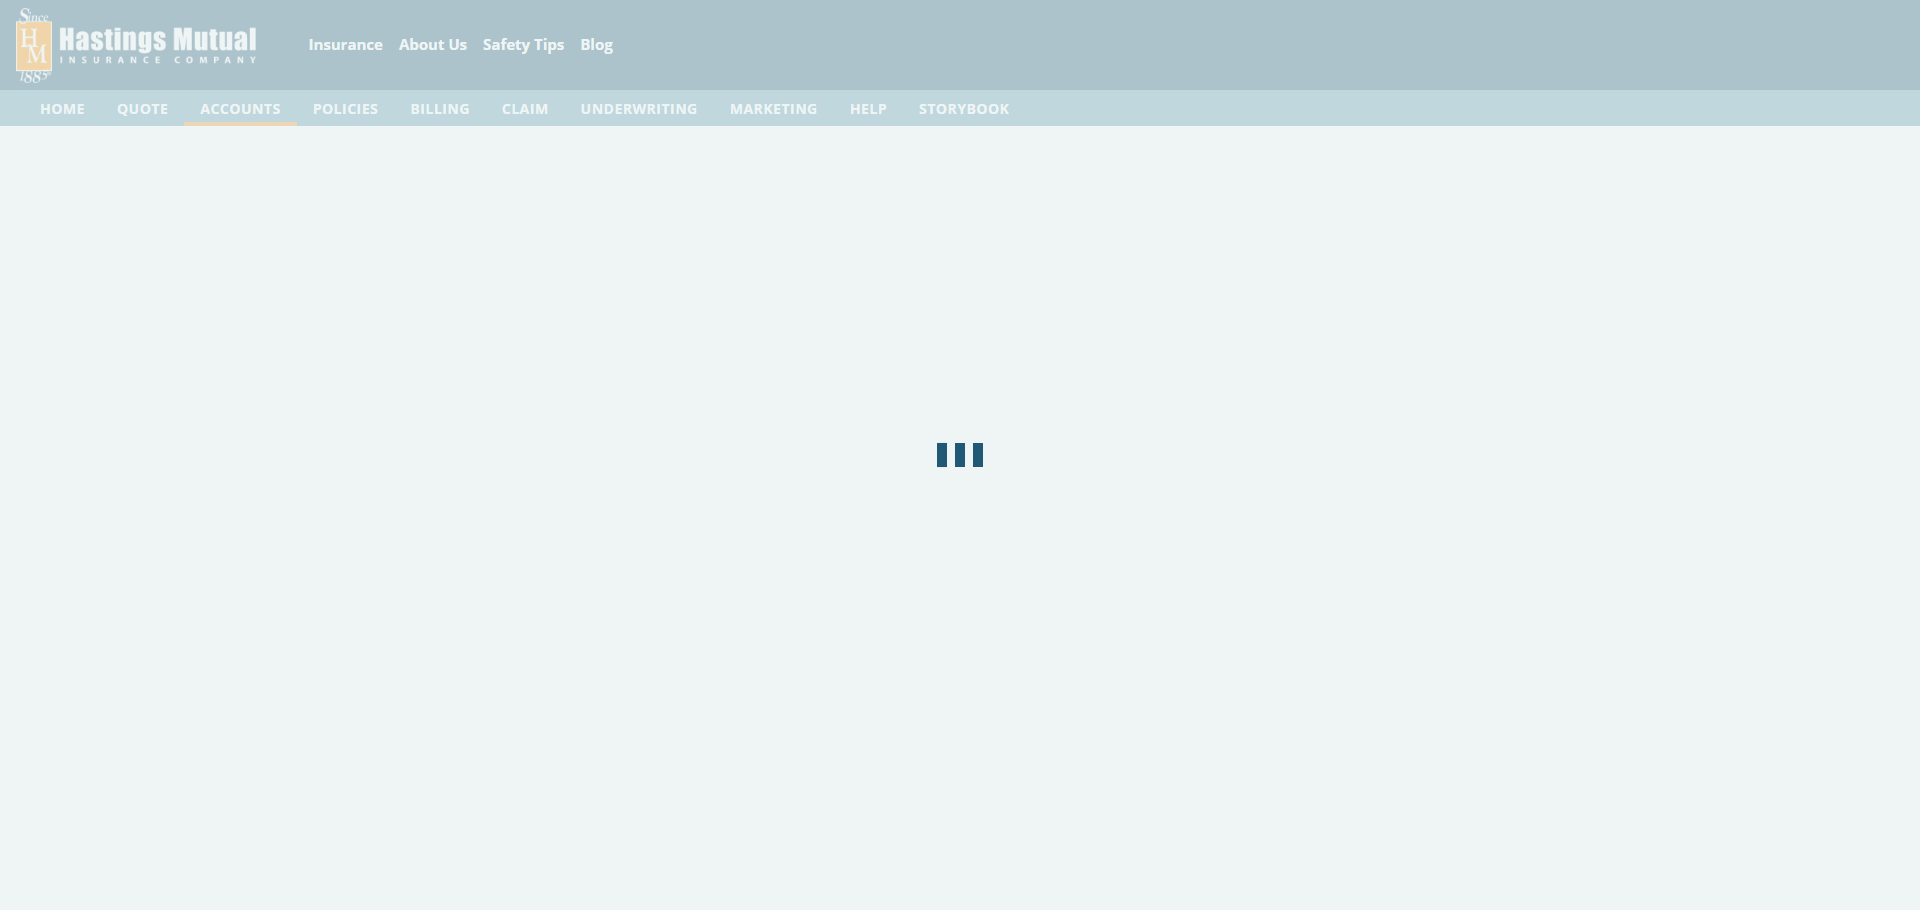 Since
HM
1885
Hastings Mutual
INSURANCE COMPANY
Insurance About Us Safety Tips Blog
HOME QUOTE ACCOUNTS POLICIES BILLING CLAIM UNDERWRITING MARKETING HELP STORYBOOK